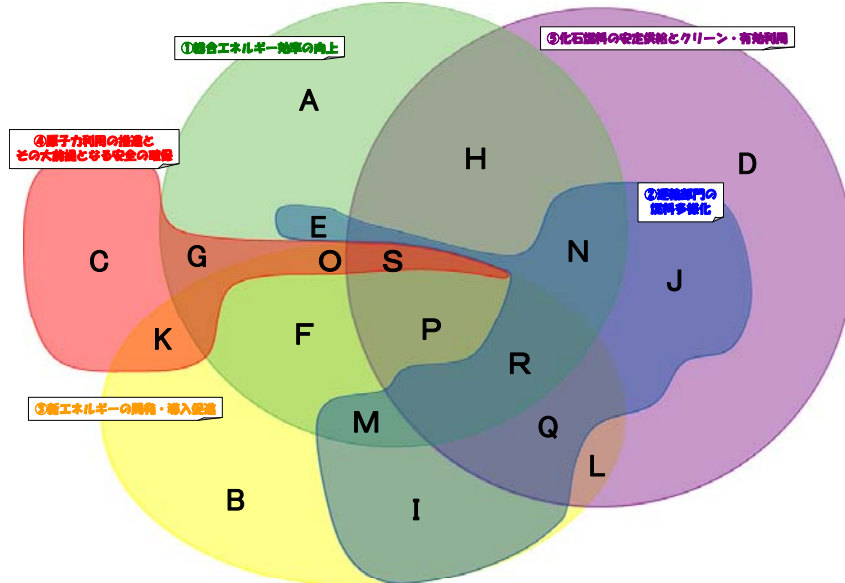 ①総合エネルギー効率の向上
⑤化石燃料の安定供給とクリーン・有効利用
A
④原子力利用の推進と
その大前提となる安全の確保
H
D
②運輸部門の
燃料多様化
E
N
C
G
O
S
J
K
F
P
R
③新エネルギーの開発・導入促進
M
Q
L
B
I